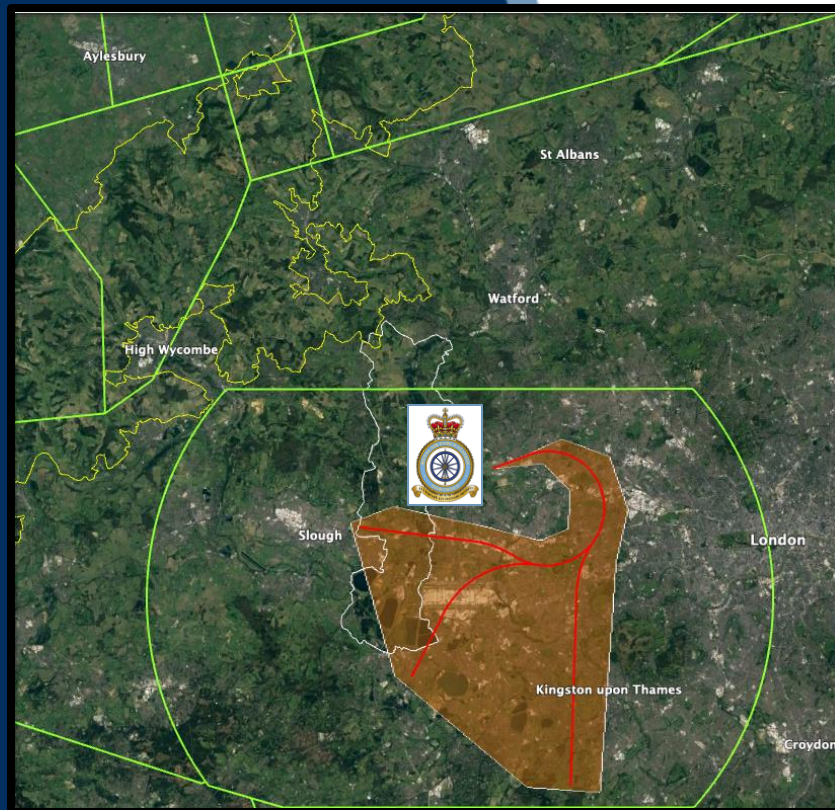 Aylesbury
St Albans
Watford
High Wycombe
Slough
London
Kingston upon Thames
Croydon